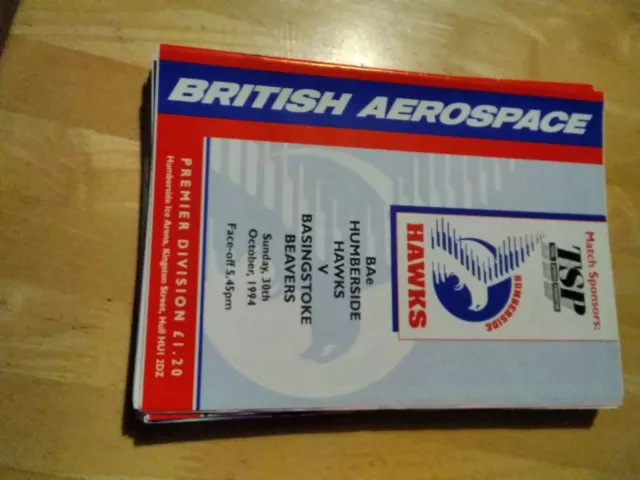 BRITISH AEROSPACE
Match Sponsors:
TSP
HUMBERSIDE
HAWKS
BAe
HUMBERSIDE
HAWKS
V
BASINGSTOKE
BEAVERS
Sunday, 30th
October, 1994
Face-off 5.45pm
PREMIER DIVISION £1.20
Humberside Ice Arena, Kingston Street, Hull HU1 2DZ